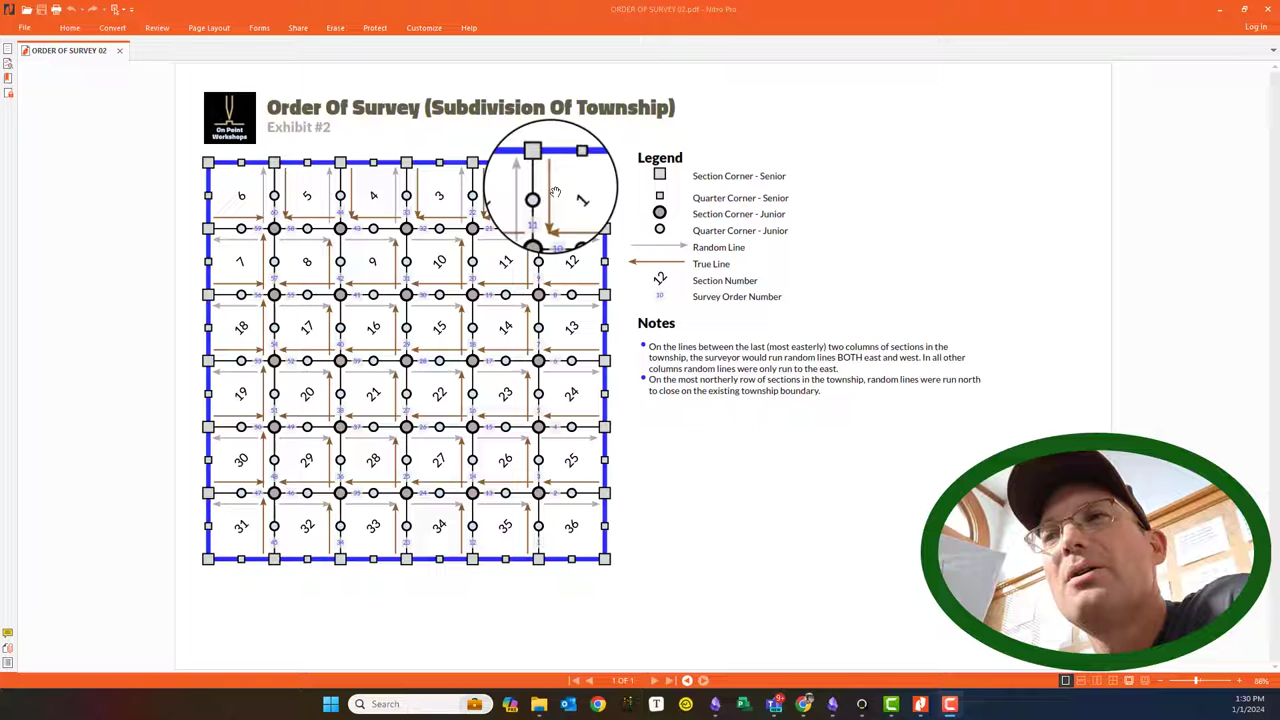 ORDER OF SURVEY 02.pdf - Nitro Pro
File Home Convert Review Page Layout Forms Share Erase Protect Customize Help
Log in
ORDER OF SURVEY 02
On Point
Workshops
Order Of Survey (Subdivision Of Township)
Exhibit #2
6 5 4 3 1
7 8 9 10 11 12
18 17 16 15 14 13
19 20 21 22 23 24
30 29 28 27 26 25
31 32 33 34 35 36
Legend
Section Corner - Senior
Quarter Corner - Senior
Section Corner - Junior
Quarter Corner - Junior
Random Line
True Line
12 Section Number
10 Survey Order Number
Notes
On the lines between the last (most easterly) two columns of sections in the
township, the surveyor would run random lines BOTH east and west. In all other
columns random lines were only run to the east.
On the most northerly row of sections in the township, random lines were run north
to close on the existing township boundary.
1 OF 1
86%
Search
1:30 PM
1/1/2024